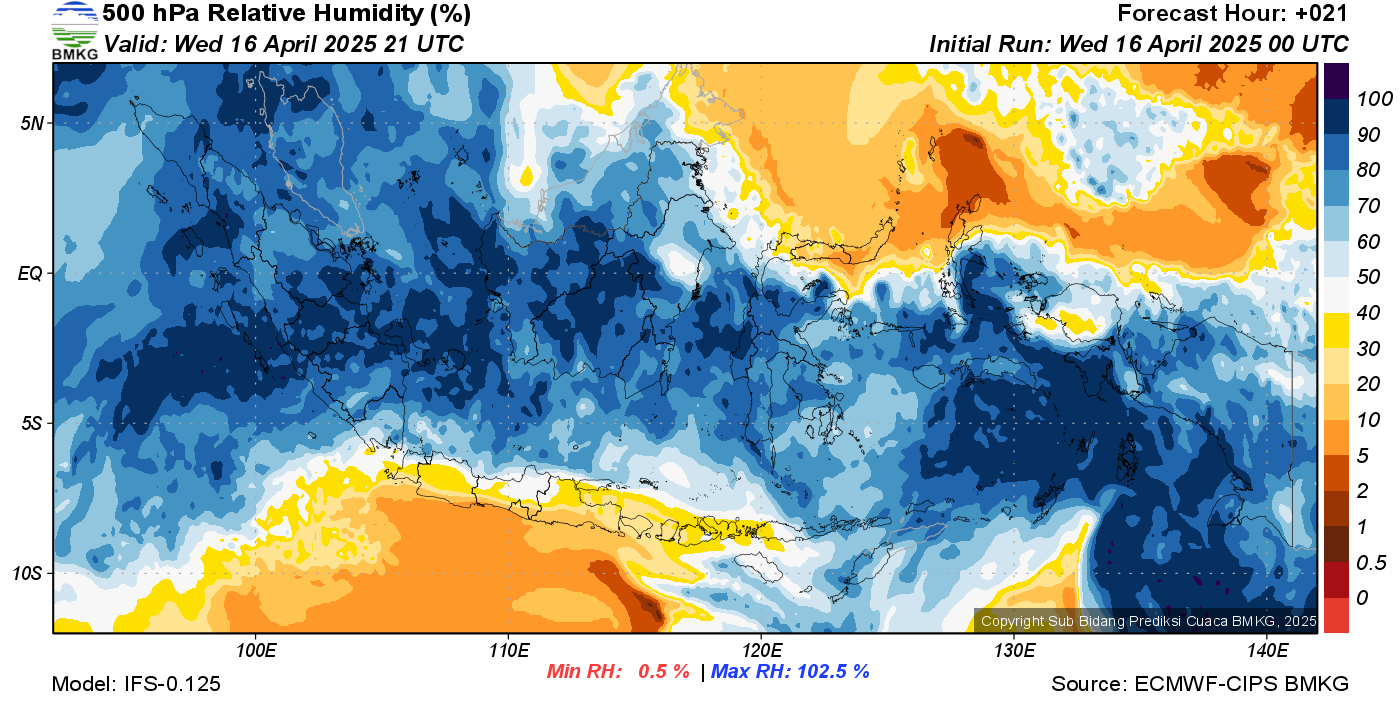 500 hPa Relative Humidity (%)
Forecast Hour: +021
BMKG
Valid: Wed 16 April 2025 21 UTC
Initial Run: Wed 16 April 2025 00 UTC
5N
EQ
5S
10S
100E
110E
120E
130E
140E
100
90
80
70
60
50
40
30
20
10
5
2
1
0.5
0
Copyright Sub Bidang Prediksi Cuaca BMKG, 2025
Min RH: 0.5 % | Max RH: 102.5 %
Model: IFS-0.125
Source: ECMWF-CIPS BMKG